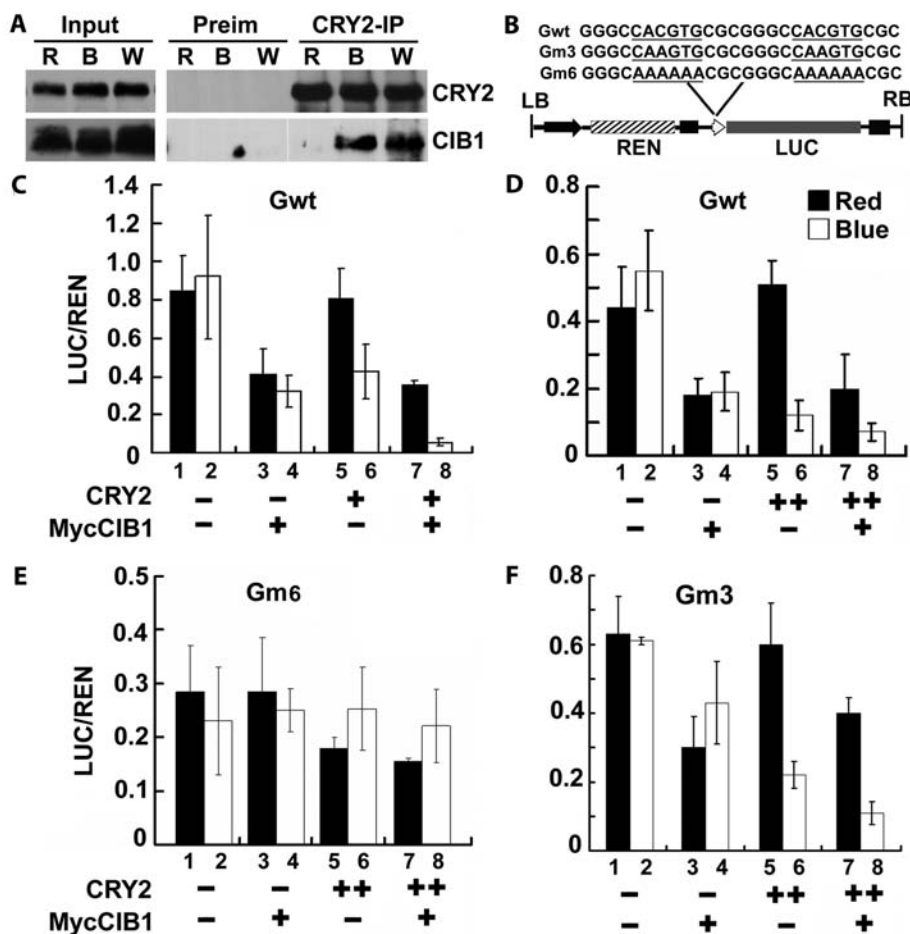 A Input Preim CRY2-IP
R B W R B W R B W
CRY2
CIB1
B Gwt GGGCCACGTGCGCGGGCCACGTGCGC
Gm3 GGGCCAAGTGCGCGGGCCAAGTGCGC
Gm6 GGGCAAAAAACGCGGGCAAAAAACGC
LB RB
REN LUC
C Gwt
LUC/REN
1.4
1.2
1.0
0.8
0.6
0.4
0.2
0
1 2 3 4 5 6 7 8
CRY2 − − + +
MycCIB1 − + − +
D Gwt
Red
Blue
0.6
0.4
0.2
0
1 2 3 4 5 6 7 8
− − ++ ++
− + − +
E Gm6
LUC/REN
0.5
0.4
0.3
0.2
0.1
0
1 2 3 4 5 6 7 8
CRY2 − − ++ ++
MycCIB1 − + − +
F Gm3
0.8
0.6
0.4
0.2
0
1 2 3 4 5 6 7 8
− − ++ ++
− + − +